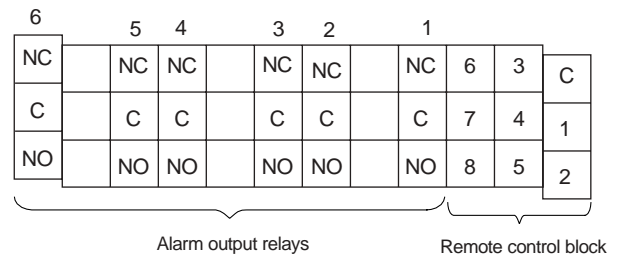 6 5 4 3 2 1
NC NC NC NC NC NC 6 3 C
C C C C C C 7 4 1
NO NO NO NO NO NO 8 5 2
Alarm output relays Remote control block